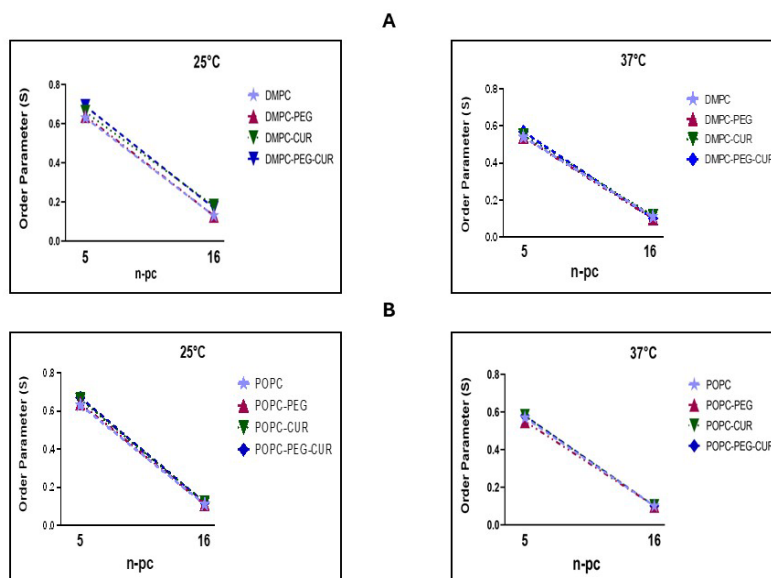 A
25°C
Order Parameter (S)
0.8
0.6
0.4
0.2
0.0
5
16
n-pc
DMPC
DMPC-PEG
DMPC-CUR
DMPC-PEG-CUR
37°C
Order Parameter (S)
0.8
0.6
0.4
0.2
0.0
5
16
n-pc
DMPC
DMPC-PEG
DMPC-CUR
DMPC-PEG-CUR
B
25°C
Order Parameter (S)
0.8
0.6
0.4
0.2
0.0
5
16
n-pc
POPC
POPC-PEG
POPC-CUR
POPC-PEG-CUR
37°C
Order Parameter (S)
0.8
0.6
0.4
0.2
0.0
5
16
n-pc
POPC
POPC-PEG
POPC-CUR
POPC-PEG-CUR